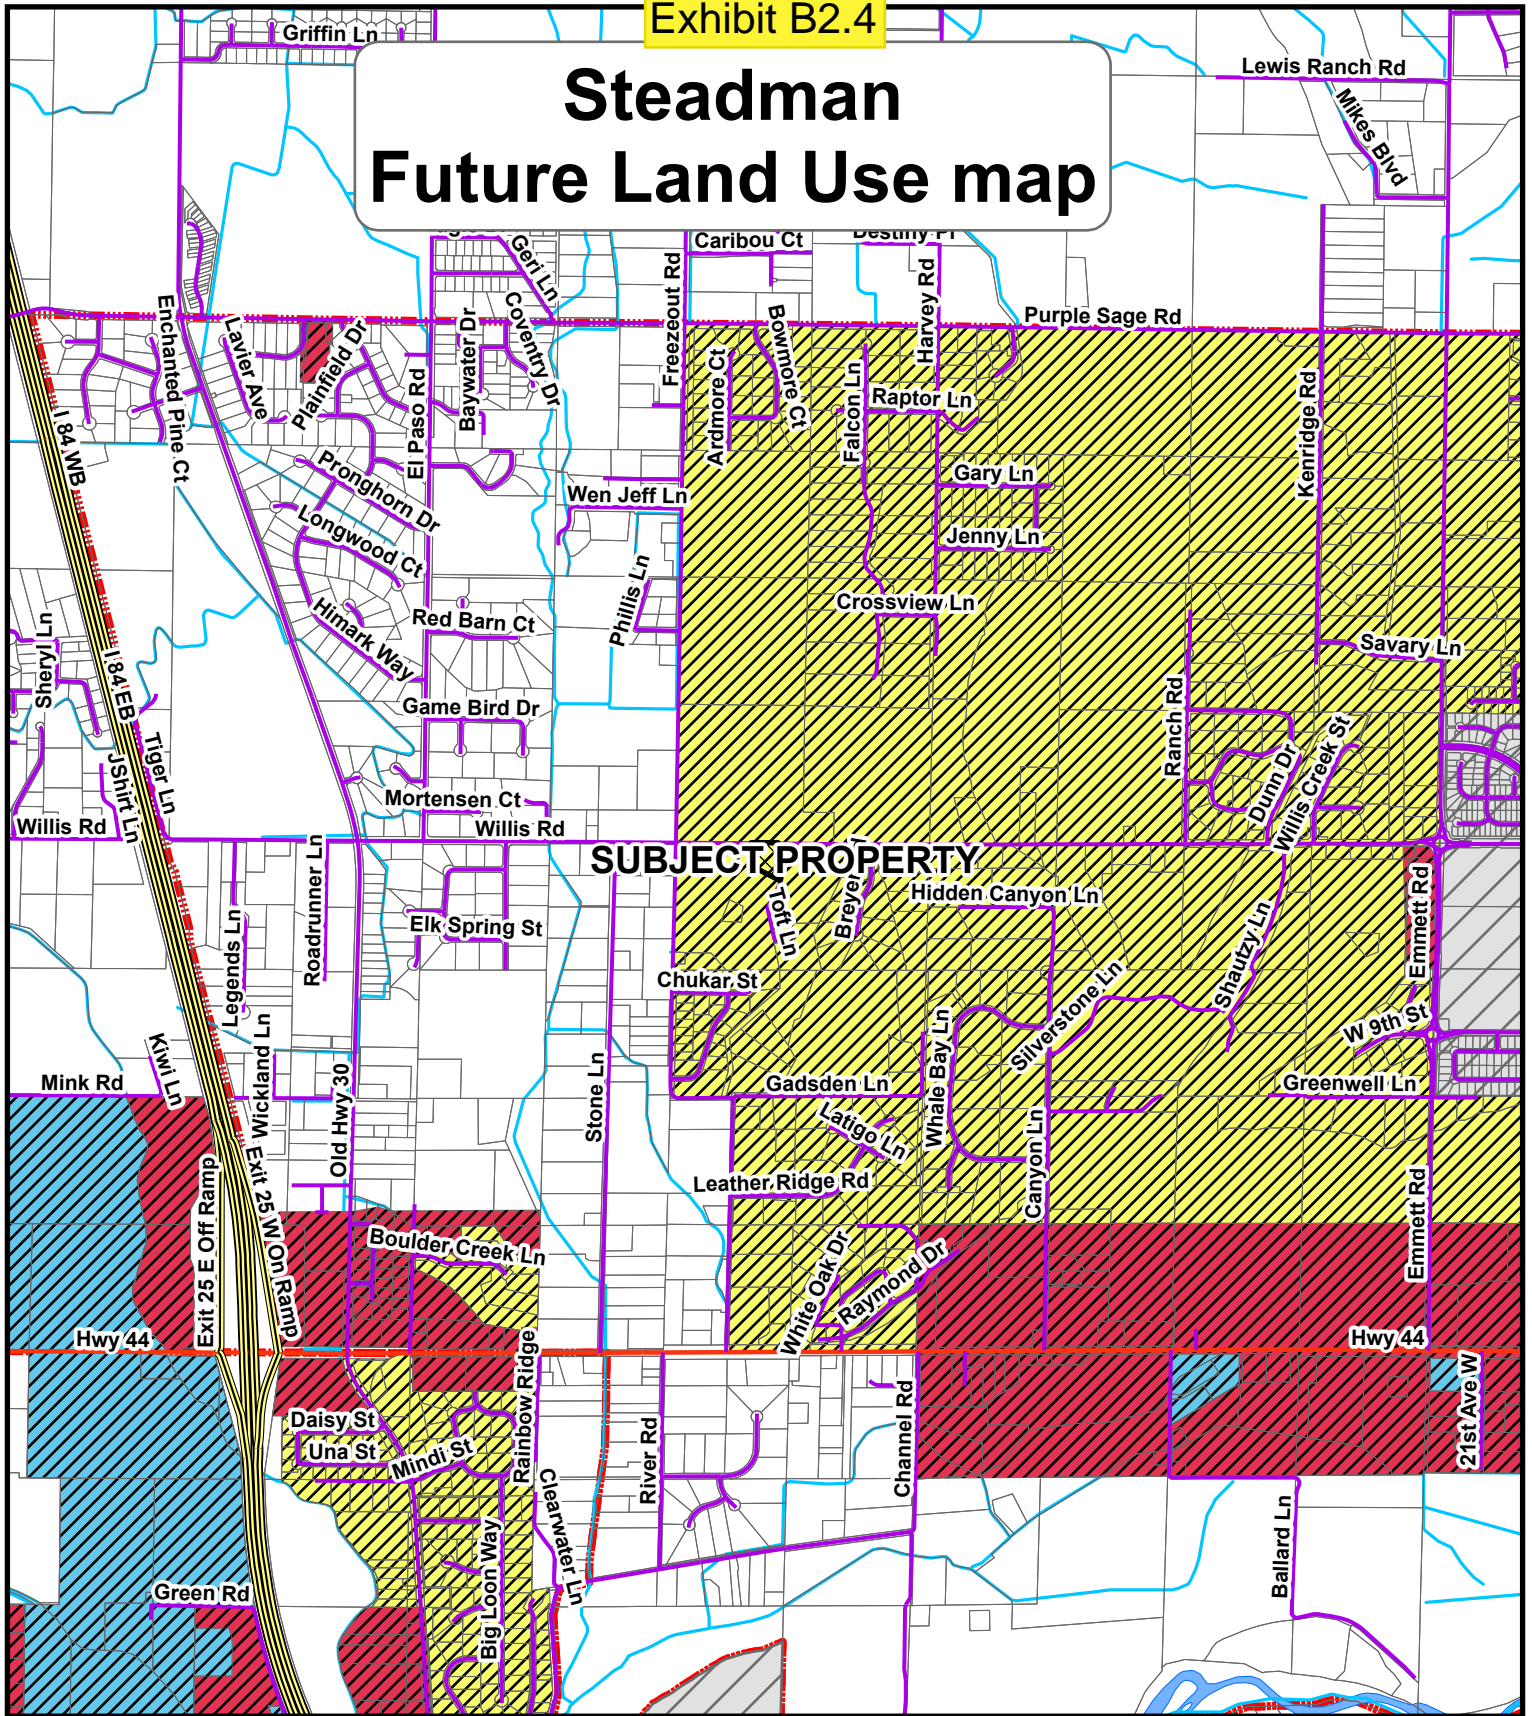 Exhibit B2.4
Steadman
Future Land Use map
Griffin Ln
Lewis Ranch Rd
Mikes Blvd
Geri Ln
Caribou Ct
Destiny Pl
Freezeout Rd
Harvey Rd
Purple Sage Rd
Enchanted Pine Ct
Lavier Ave
Plainfield Dr
El Paso Rd
Baywater Dr
Coventry Dr
Ardmore Ct
Bowmore Ct
Falcon Ln
Raptor Ln
Kenridge Rd
I 84 WB
Pronghorn Dr
Longwood Ct
Wen Jeff Ln
Gary Ln
Jenny Ln
Phillis Ln
Crossview Ln
Himark Way
Red Barn Ct
Savary Ln
Sheryl Ln
I 84 EB
Game Bird Dr
Ranch Rd
Tiger Ln
JShirt Ln
Dunn Dr
Willis Creek St
Mortensen Ct
Willis Rd
Willis Rd
SUBJECT PROPERTY
Roadrunner Ln
Legends Ln
Elk Spring St
Toft Ln
Hidden Canyon Ln
Emmett Rd
Shautzy Ln
Chukar St
Silverstone Ln
W 9th St
Kiwi Ln
Wickland Ln
Mink Rd
Old Hwy 30
Stone Ln
Gadsden Ln
Whale Bay Ln
Greenwell Ln
Latigo Ln
Canyon Ln
Leather Ridge Rd
Exit 25 E Off Ramp
Exit 25 W On Ramp
Boulder Creek Ln
White Oak Dr
Raymond Dr
Emmett Rd
Hwy 44
Hwy 44
Rainbow Ridge
Daisy St
Una St
Mindi St
River Rd
Channel Rd
21st Ave W
Clearwater Ln
Big Loon Way
Ballard Ln
Green Rd